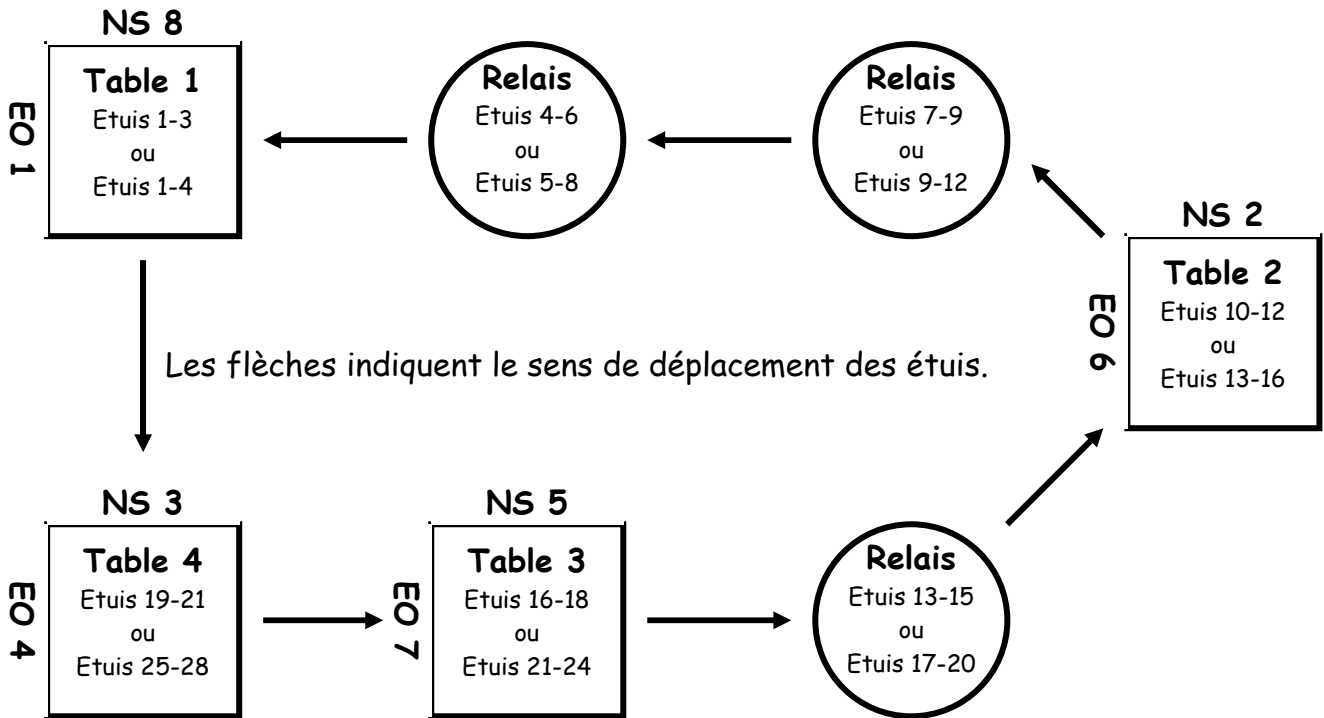 NS 8
EO 1
Table 1
Etuis 1-3
ou
Etuis 1-4
Relais
Etuis 4-6
ou
Etuis 5-8
Relais
Etuis 7-9
ou
Etuis 9-12
NS 2
EO 6
Table 2
Etuis 10-12
ou
Etuis 13-16
Les flèches indiquent le sens de déplacement des étuis.
NS 3
EO 4
Table 4
Etuis 19-21
ou
Etuis 25-28
NS 5
EO 7
Table 3
Etuis 16-18
ou
Etuis 21-24
Relais
Etuis 13-15
ou
Etuis 17-20